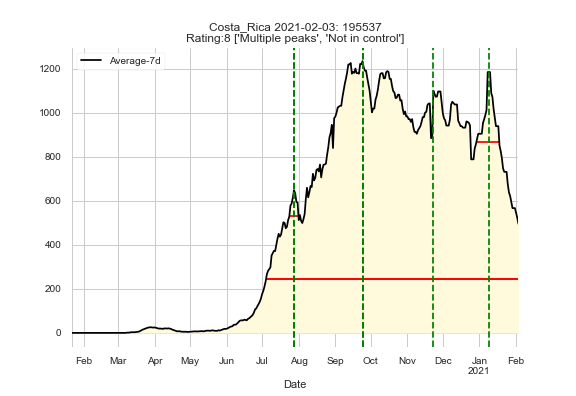 Costa_Rica 2021-02-03: 195537
Rating:8 ['Multiple peaks', 'Not in control']
Average-7d
1200
1000
800
600
400
200
0
Feb Mar Apr May Jun Jul Aug Sep Oct Nov Dec Jan Feb
2021
Date